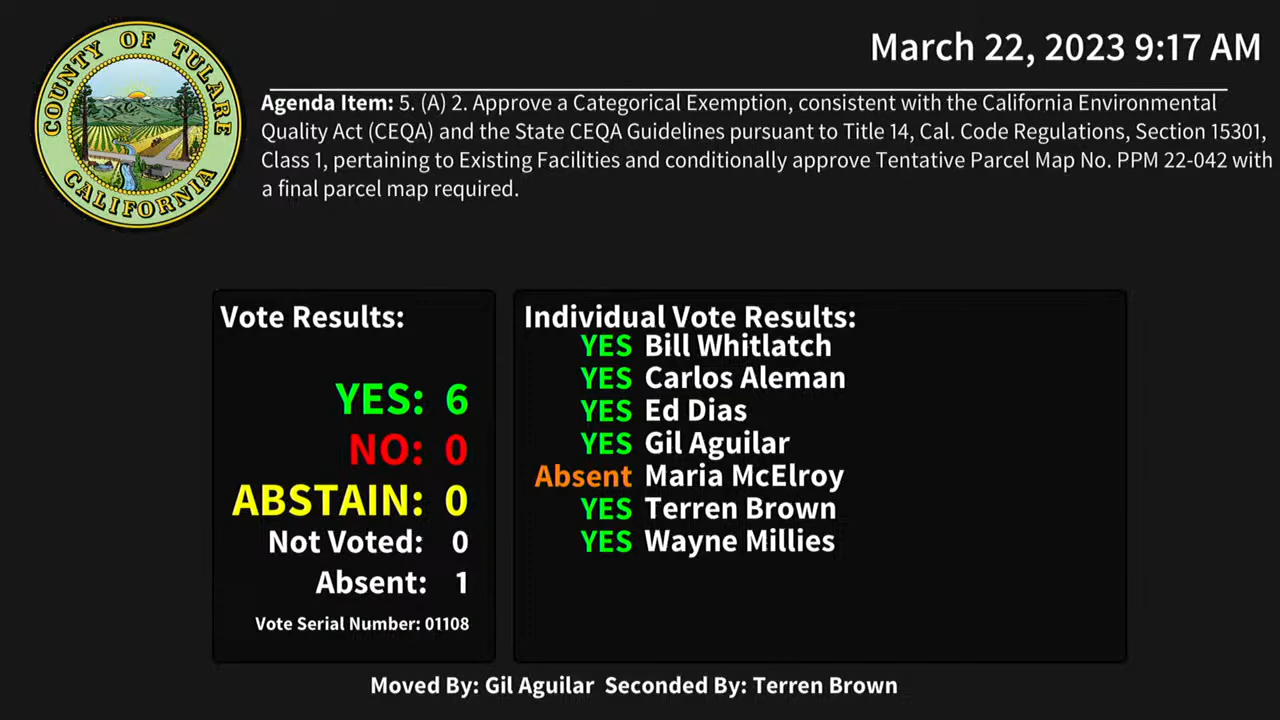 COUNTY OF TULARE
CALIFORNIA
March 22, 2023 9:17 AM
Agenda Item: 5. (A) 2. Approve a Categorical Exemption, consistent with the California Environmental
Quality Act (CEQA) and the State CEQA Guidelines pursuant to Title 14, Cal. Code Regulations, Section 15301,
Class 1, pertaining to Existing Facilities and conditionally approve Tentative Parcel Map No. PPM 22-042 with
a final parcel map required.
Vote Results:
YES: 6
NO: 0
ABSTAIN: 0
Not Voted: 0
Absent: 1
Vote Serial Number: 01108
Individual Vote Results:
YES Bill Whitlatch
YES Carlos Aleman
YES Ed Dias
YES Gil Aguilar
Absent Maria McElroy
YES Terren Brown
YES Wayne Millies
Moved By: Gil Aguilar Seconded By: Terren Brown